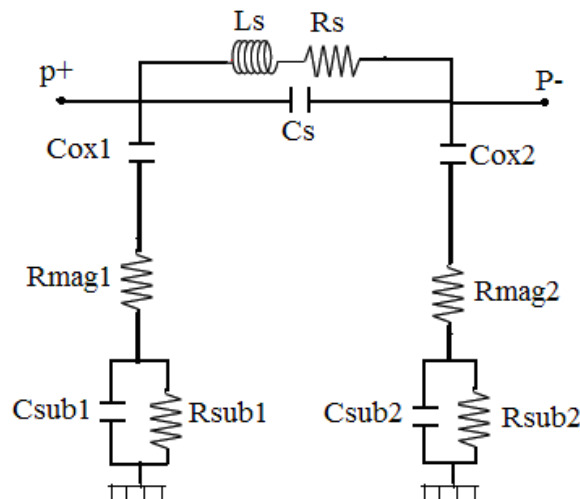 Ls Rs
p+ P-
Cs
Cox1 Cox2
Rmag1 Rmag2
Csub1 Rsub1 Csub2 Rsub2